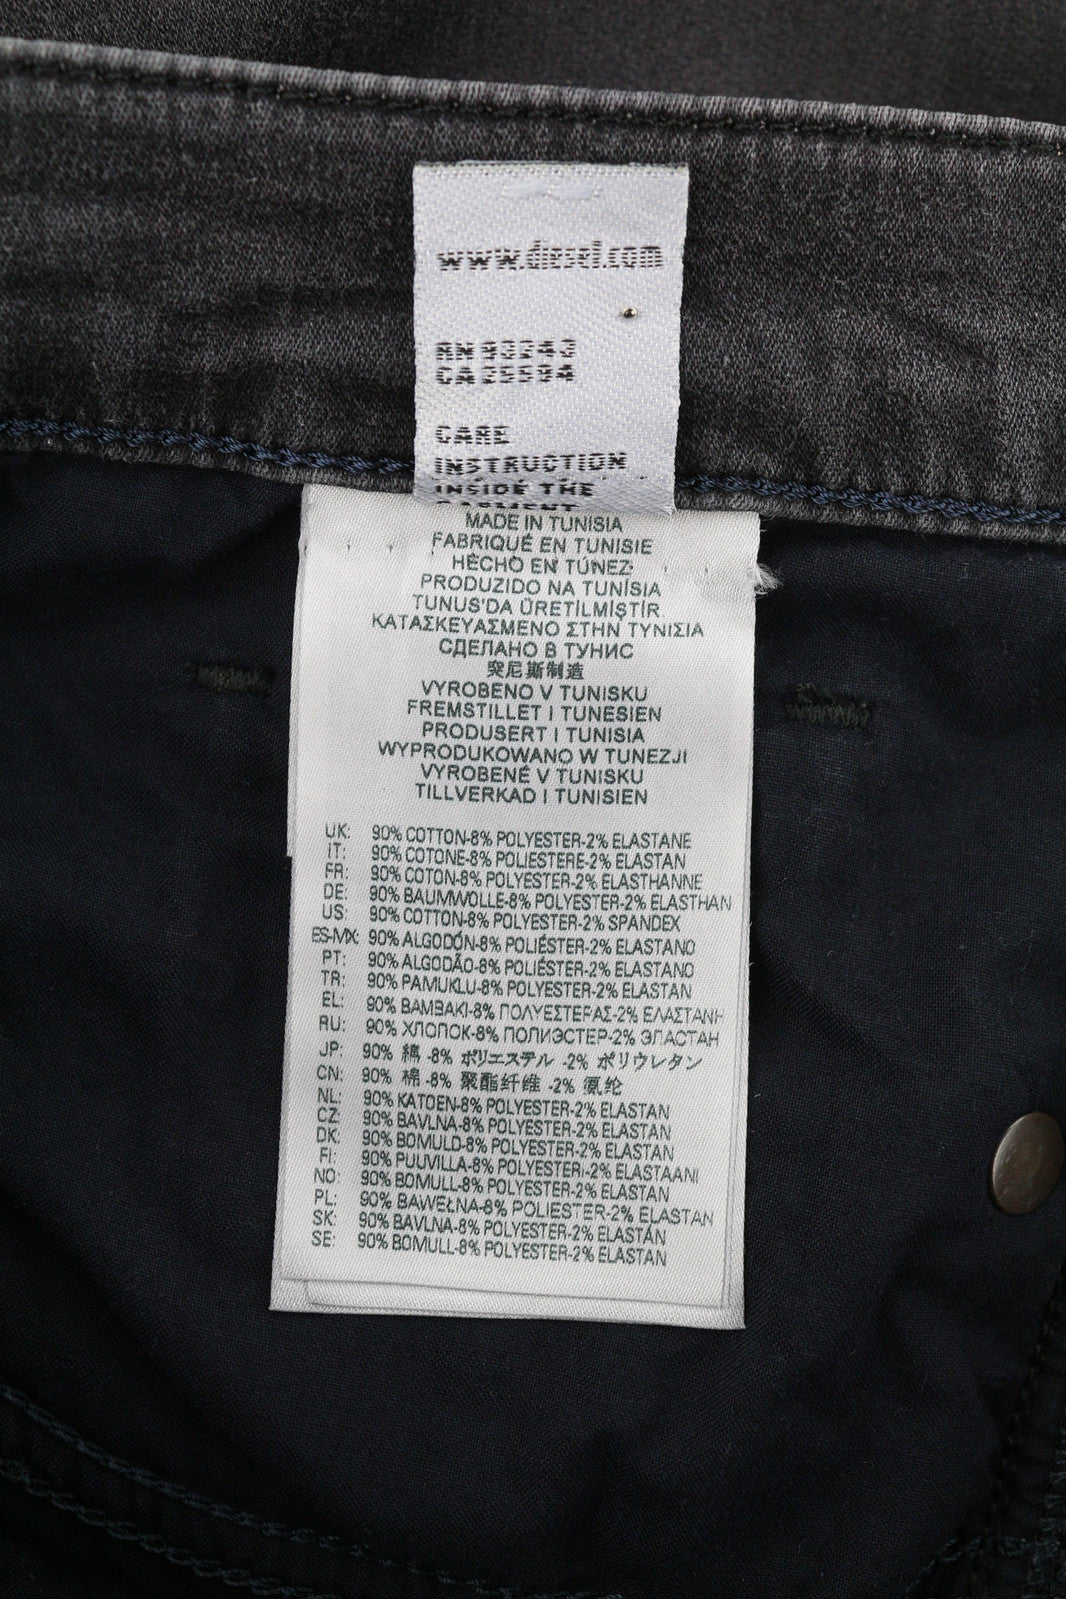 www.diesel.com
RN 93243
CA 25594
CARE
INSTRUCTION
INSIDE THE
GARMENT
MADE IN TUNISIA
FABRIQUÉ EN TUNISIE
HECHO EN TÚNEZ
PRODUZIDO NA TUNÍSIA
TUNUS'DA ÜRETİLMİŞTİR.
ΚΑΤΑΣΚΕΥΑΣΜΕΝΟ ΣΤΗΝ ΤΥΝΙΣΙΑ
СДЕЛАНО В ТУНИС
突尼斯制造
VYROBENO V TUNISKU
FREMSTILLET I TUNESIEN
PRODUSERT I TUNISIA
WYPRODUKOWANO W TUNEZJI
VYROBENÉ V TUNISKU
TILLVERKAD I TUNISIEN
UK: 90% COTTON-8% POLYESTER-2% ELASTANE
IT: 90% COTONE-8% POLIESTERE-2% ELASTAN
FR: 90% COTON-8% POLYESTER-2% ELASTHANNE
DE: 90% BAUMWOLLE-8% POLYESTER-2% ELASTHAN
US: 90% COTTON-8% POLYESTER-2% SPANDEX
ES-MX: 90% ALGODÓN-8% POLIÉSTER-2% ELASTANO
PT: 90% ALGODÃO-8% POLIÉSTER-2% ELASTANO
TR: 90% PAMUKLU-8% POLYESTER-2% ELASTAN
EL: 90% ΒΑΜΒΑΚΙ-8% ΠΟΛΥΕΣΤΕΡΑΣ-2% ΕΛΑΣΤΑΝΗ
RU: 90% ХЛОПОК-8% ПОЛИЭСТЕР-2% ЭЛАСТАН
JP: 90% 綿 -8% ポリエステル -2% ポリウレタン
CN: 90% 棉 -8% 聚酯纤维 -2% 氨纶
NL: 90% KATOEN-8% POLYESTER-2% ELASTAN
CZ: 90% BAVLNA-8% POLYESTER-2% ELASTAN
DK: 90% BOMULD-8% POLYESTER-2% ELASTAN
FI: 90% PUUVILLA-8% POLYESTERI-2% ELASTAANI
NO: 90% BOMULL-8% POLYESTER-2% ELASTAN
PL: 90% BAWEŁNA-8% POLIESTER-2% ELASTAN
SK: 90% BAVLNA-8% POLYESTER-2% ELASTÁN
SE: 90% BOMULL-8% POLYESTER-2% ELASTAN